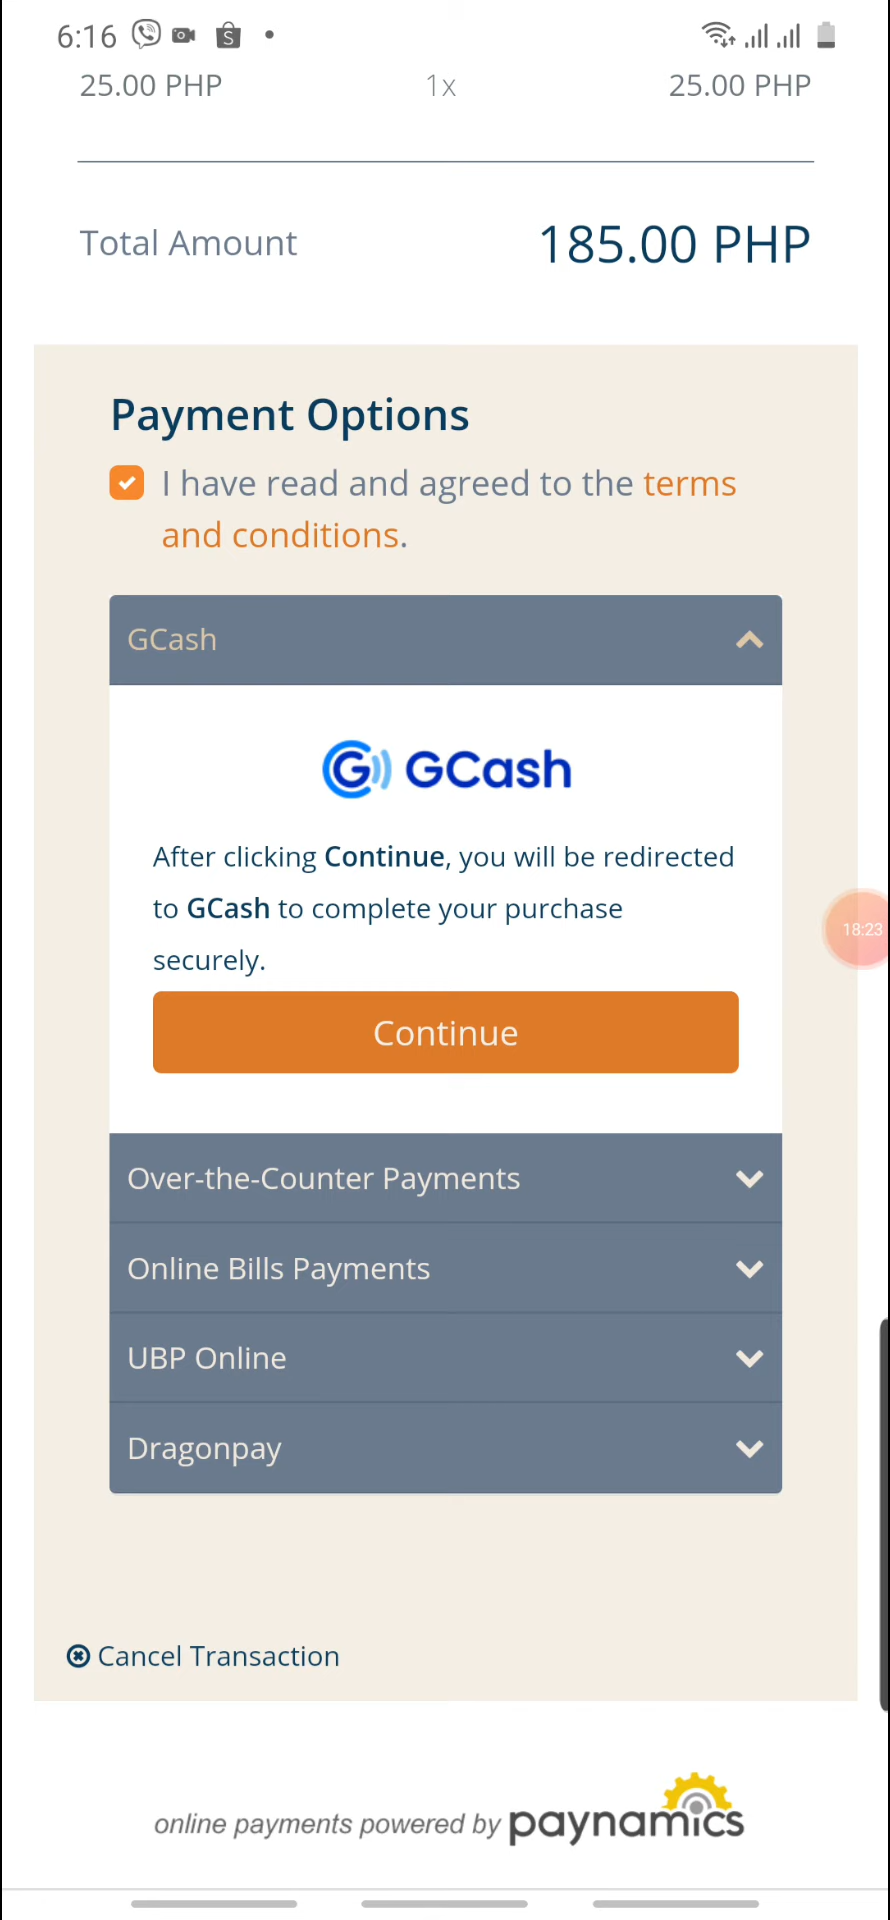 6:16
25.00 PHP 1x 25.00 PHP
Total Amount 185.00 PHP
Payment Options
I have read and agreed to the terms
and conditions.
GCash
GCash
After clicking Continue, you will be redirected
to GCash to complete your purchase
securely.
18:23
Continue
Over-the-Counter Payments
Online Bills Payments
UBP Online
Dragonpay
Cancel Transaction
online payments powered by paynamics